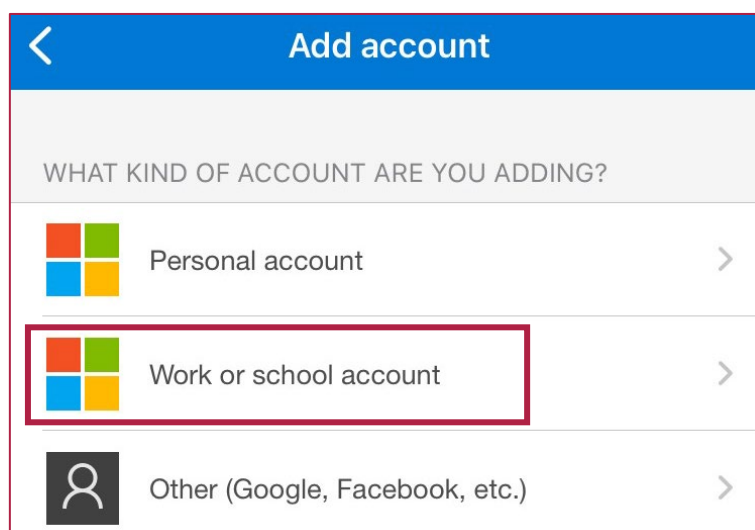 Add account
WHAT KIND OF ACCOUNT ARE YOU ADDING?
Personal account
Work or school account
Other (Google, Facebook, etc.)